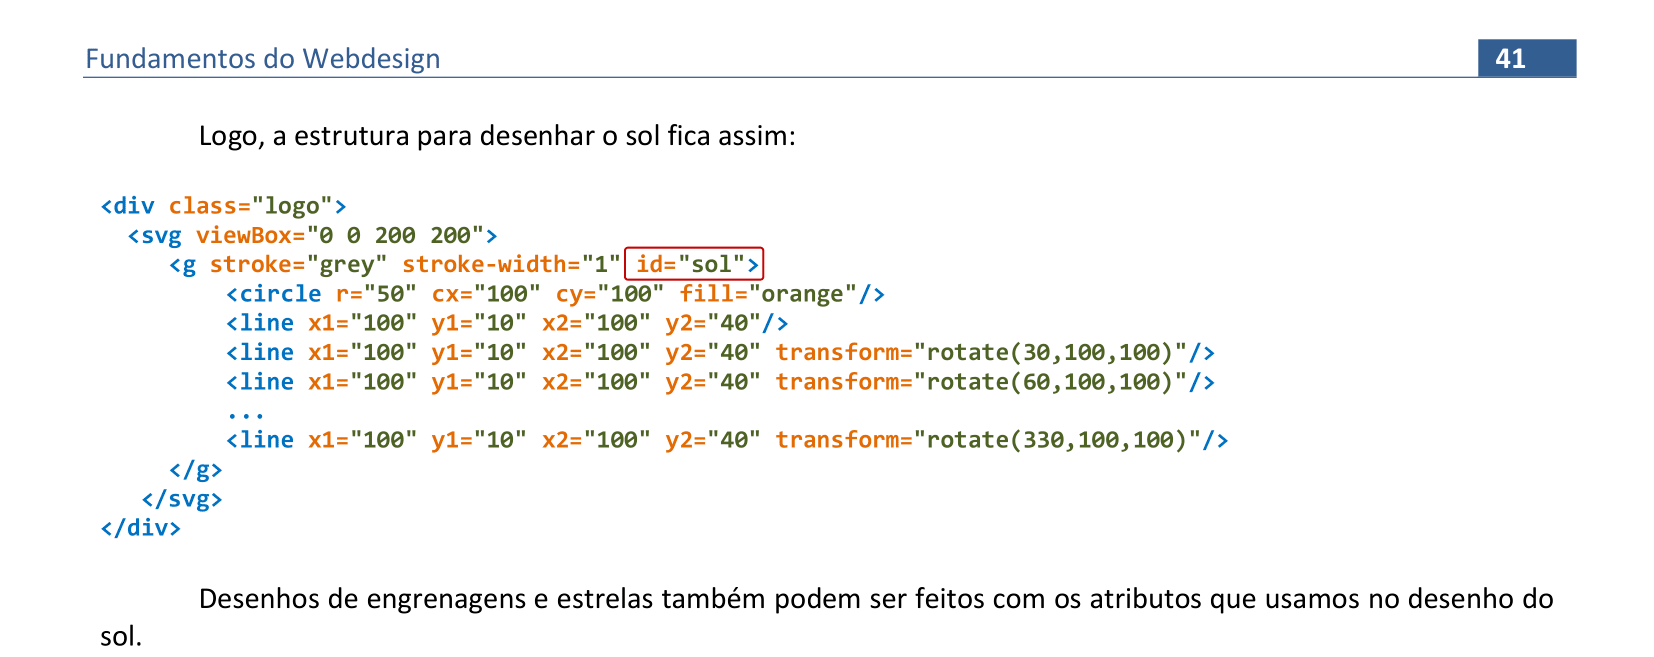 Fundamentos do Webdesign 41
Logo, a estrutura para desenhar o sol fica assim:
<div class="logo">
<svg viewBox="0 0 200 200">
<g stroke="grey" stroke-width="1" id="sol">
<circle r="50" cx="100" cy="100" fill="orange"/>
<line x1="100" y1="10" x2="100" y2="40"/>
<line x1="100" y1="10" x2="100" y2="40" transform="rotate(30,100,100)"/>
<line x1="100" y1="10" x2="100" y2="40" transform="rotate(60,100,100)"/>
...
<line x1="100" y1="10" x2="100" y2="40" transform="rotate(330,100,100)"/>
</g>
</svg>
</div>
Desenhos de engrenagens e estrelas também podem ser feitos com os atributos que usamos no desenho do
sol.